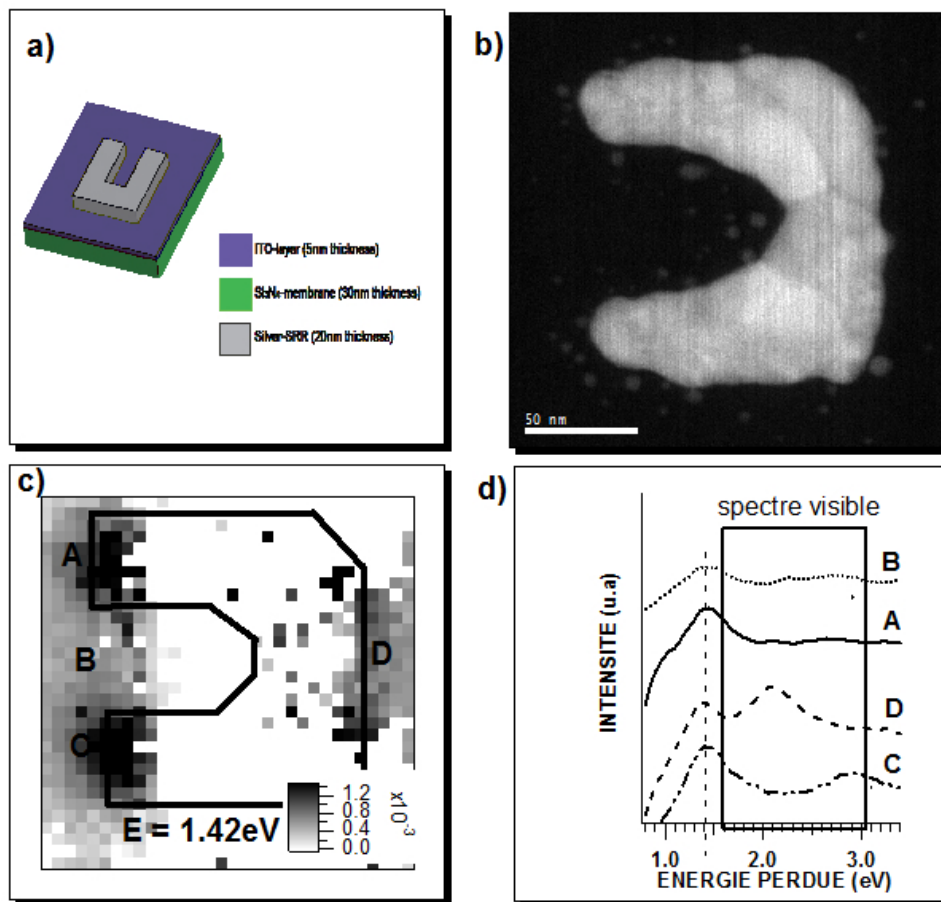 a)
ITO-layer (5nm thickness)
Si₃N₄-membrane (30nm thickness)
Silver-SRR (20nm thickness)
b)
50 nm
c)
A
B
C
D
E = 1.42eV
1.2
0.8
0.4
0.0
x10⁻³
d)
spectre visible
B
A
D
C
INTENSITE (u.a)
1.0 2.0 3.0
ENERGIE PERDUE (eV)